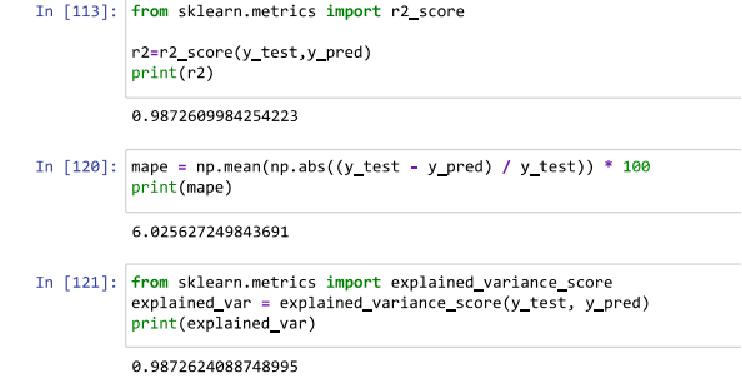 In [113]: from sklearn.metrics import r2_score
r2=r2_score(y_test,y_pred)
print(r2)
0.9872609984254223
In [120]: mape = np.mean(np.abs((y_test - y_pred) / y_test)) * 100
print(mape)
6.025627249843691
In [121]: from sklearn.metrics import explained_variance_score
explained_var = explained_variance_score(y_test, y_pred)
print(explained_var)
0.9872624088748995